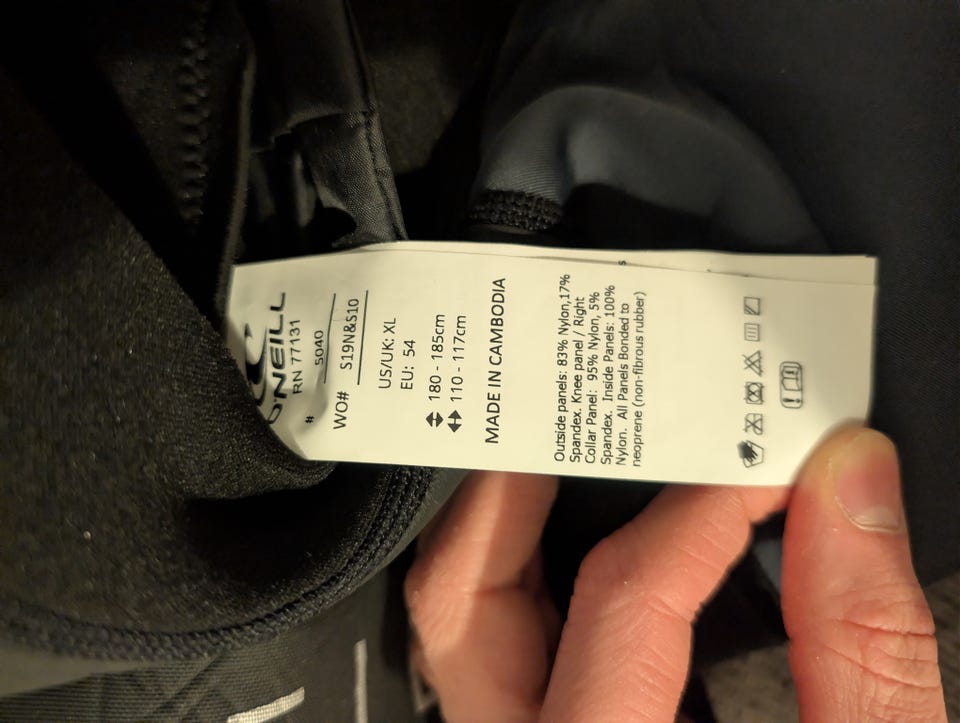 O'NEILL
RN 77131
# 5040
WO# S19N&S10
US/UK: XL
EU: 54
180 - 185cm
110 - 117cm
MADE IN CAMBODIA
Outside panels: 83% Nylon,17%
Spandex. Knee panel / Right
Collar Panel: 95% Nylon, 5%
Spandex. Inside Panels: 100%
Nylon. All Panels Bonded to
neoprene (non-fibrous rubber)